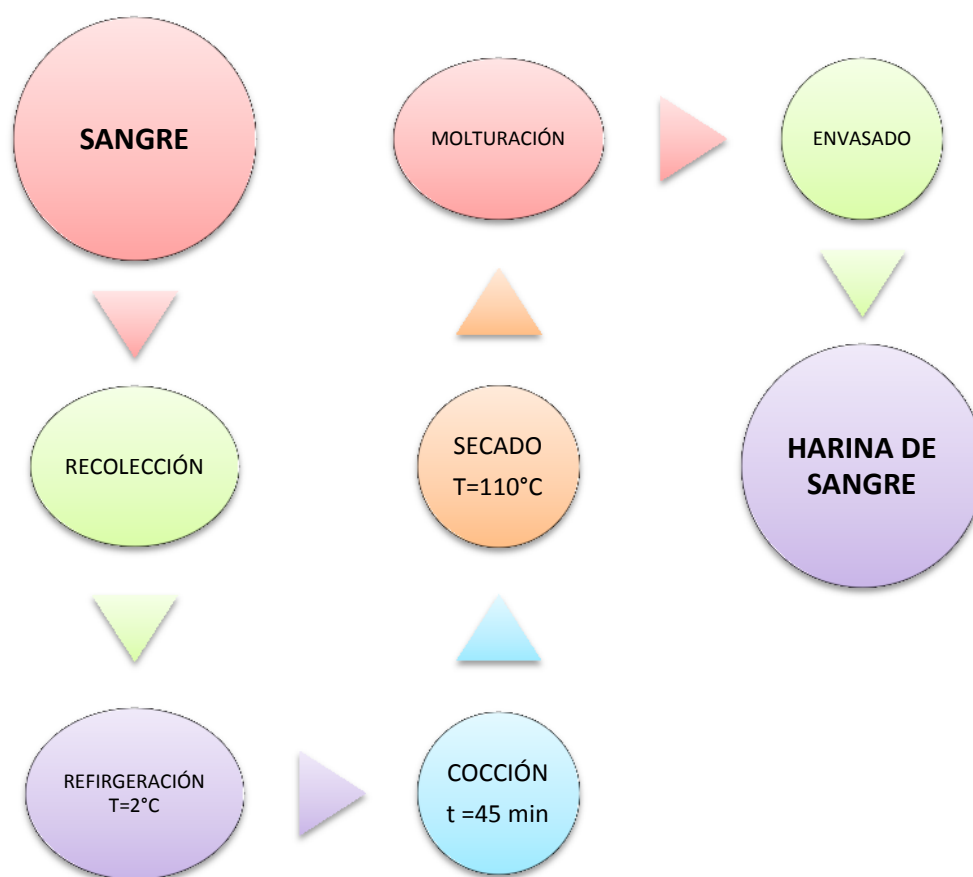 SANGRE
RECOLECCIÓN
REFIRGERACIÓN
T=2°C
COCCIÓN
t =45 min
SECADO
T=110°C
MOLTURACIÓN
ENVASADO
HARINA DE
SANGRE